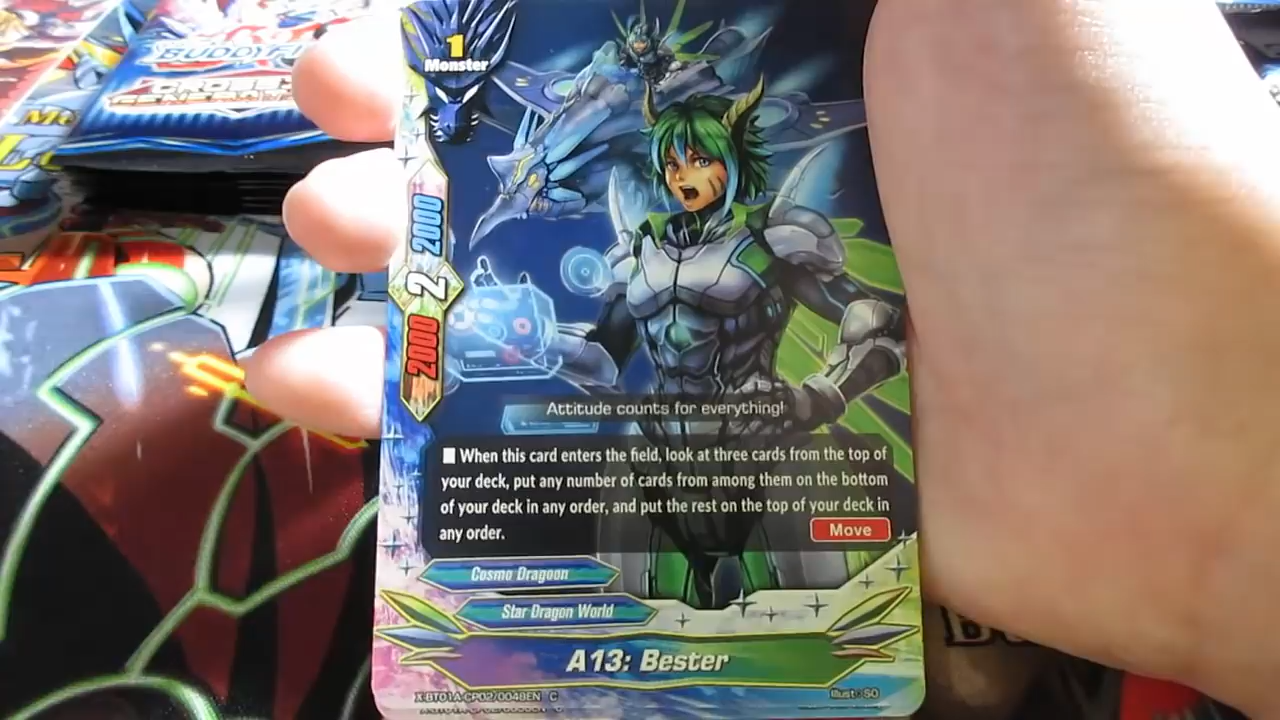 BUDDYFI
CROSS
GENERAT
1
Monster
2000
2
2000
Attitude counts for everything!
■ When this card enters the field, look at three cards from the top of
your deck, put any number of cards from among them on the bottom
of your deck in any order, and put the rest on the top of your deck in
any order.
Move
Cosmo Dragoon
Star Dragon World
A13: Bester
X-BT01A-CP02/0048EN C
Illust: SO